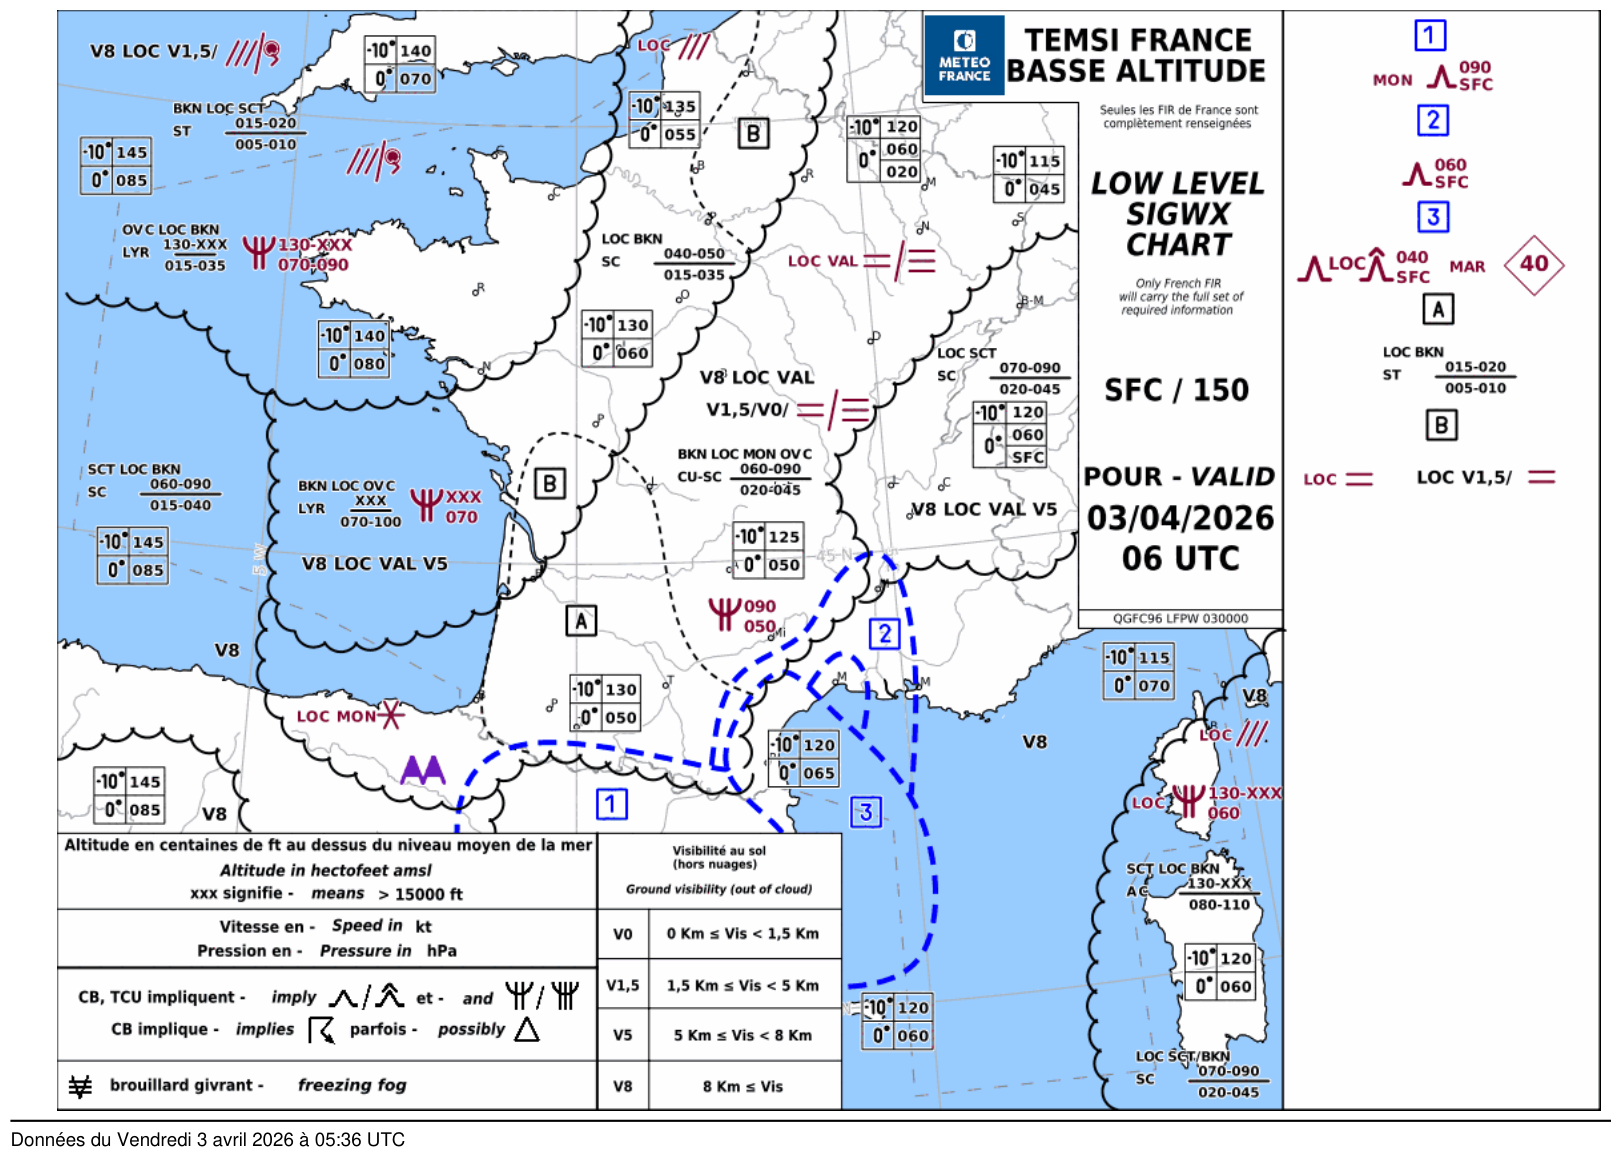 METEO
FRANCE
TEMSI FRANCE
BASSE ALTITUDE
Seules les FIR de France sont
complètement renseignées
LOW LEVEL
SIGWX
CHART
Only French FIR
will carry the full set of
required information
SFC / 150
POUR - VALID
03/04/2026
06 UTC
QGFC96 LFPW 030000
1
MON 090
SFC
2
060
SFC
3
LOC 040
SFC MAR 40
A
LOC BKN
ST 015-020
005-010
B
LOC LOC V1,5/
V8 LOC V1,5/
-10° 140
0° 070
LOC
BKN LOC SCT
ST 015-020
005-010
-10° 135
0° 055
B
-10° 120
0° 060
020
-10° 115
0° 045
-10° 145
0° 085
OVC LOC BKN
LYR 130-XXX
015-035
130-XXX
070-090
LOC BKN
SC 040-050
015-035
LOC VAL
-10° 140
0° 080
-10° 130
0° 060
LOC SCT
SC 070-090
020-045
V8 LOC VAL
V1,5/V0/
-10° 120
0° 060
SFC
BKN LOC MON OVC
CU-SC 060-090
020-045
SCT LOC BKN
SC 060-090
015-040
BKN LOC OVC
LYR XXX
070-100
XXX
070
B
V8 LOC VAL V5
-10° 145
0° 085
V8 LOC VAL V5
-10° 125
0° 050
45 N
5 W
A
090
050
2
V8
-10° 130
0° 050
-10° 115
0° 070
V8
LOC MON
V8
LOC
-10° 120
0° 065
-10° 145
0° 085
V8
1
3
LOC 130-XXX
060
SCT LOC BKN
AC 130-XXX
080-110
-10° 120
0° 060
-10° 120
0° 060
LOC SCT/BKN
SC 070-090
020-045
Altitude en centaines de ft au dessus du niveau moyen de la mer
Altitude in hectofeet amsl
xxx signifie - means > 15000 ft
Vitesse en - Speed in kt
Pression en - Pressure in hPa
CB, TCU impliquent - imply / et - and /
CB implique - implies parfois - possibly
brouillard givrant - freezing fog
Visibilité au sol
(hors nuages)
Ground visibility (out of cloud)
V0 0 Km ≤ Vis < 1,5 Km
V1,5 1,5 Km ≤ Vis < 5 Km
V5 5 Km ≤ Vis < 8 Km
V8 8 Km ≤ Vis
Données du Vendredi 3 avril 2026 à 05:36 UTC